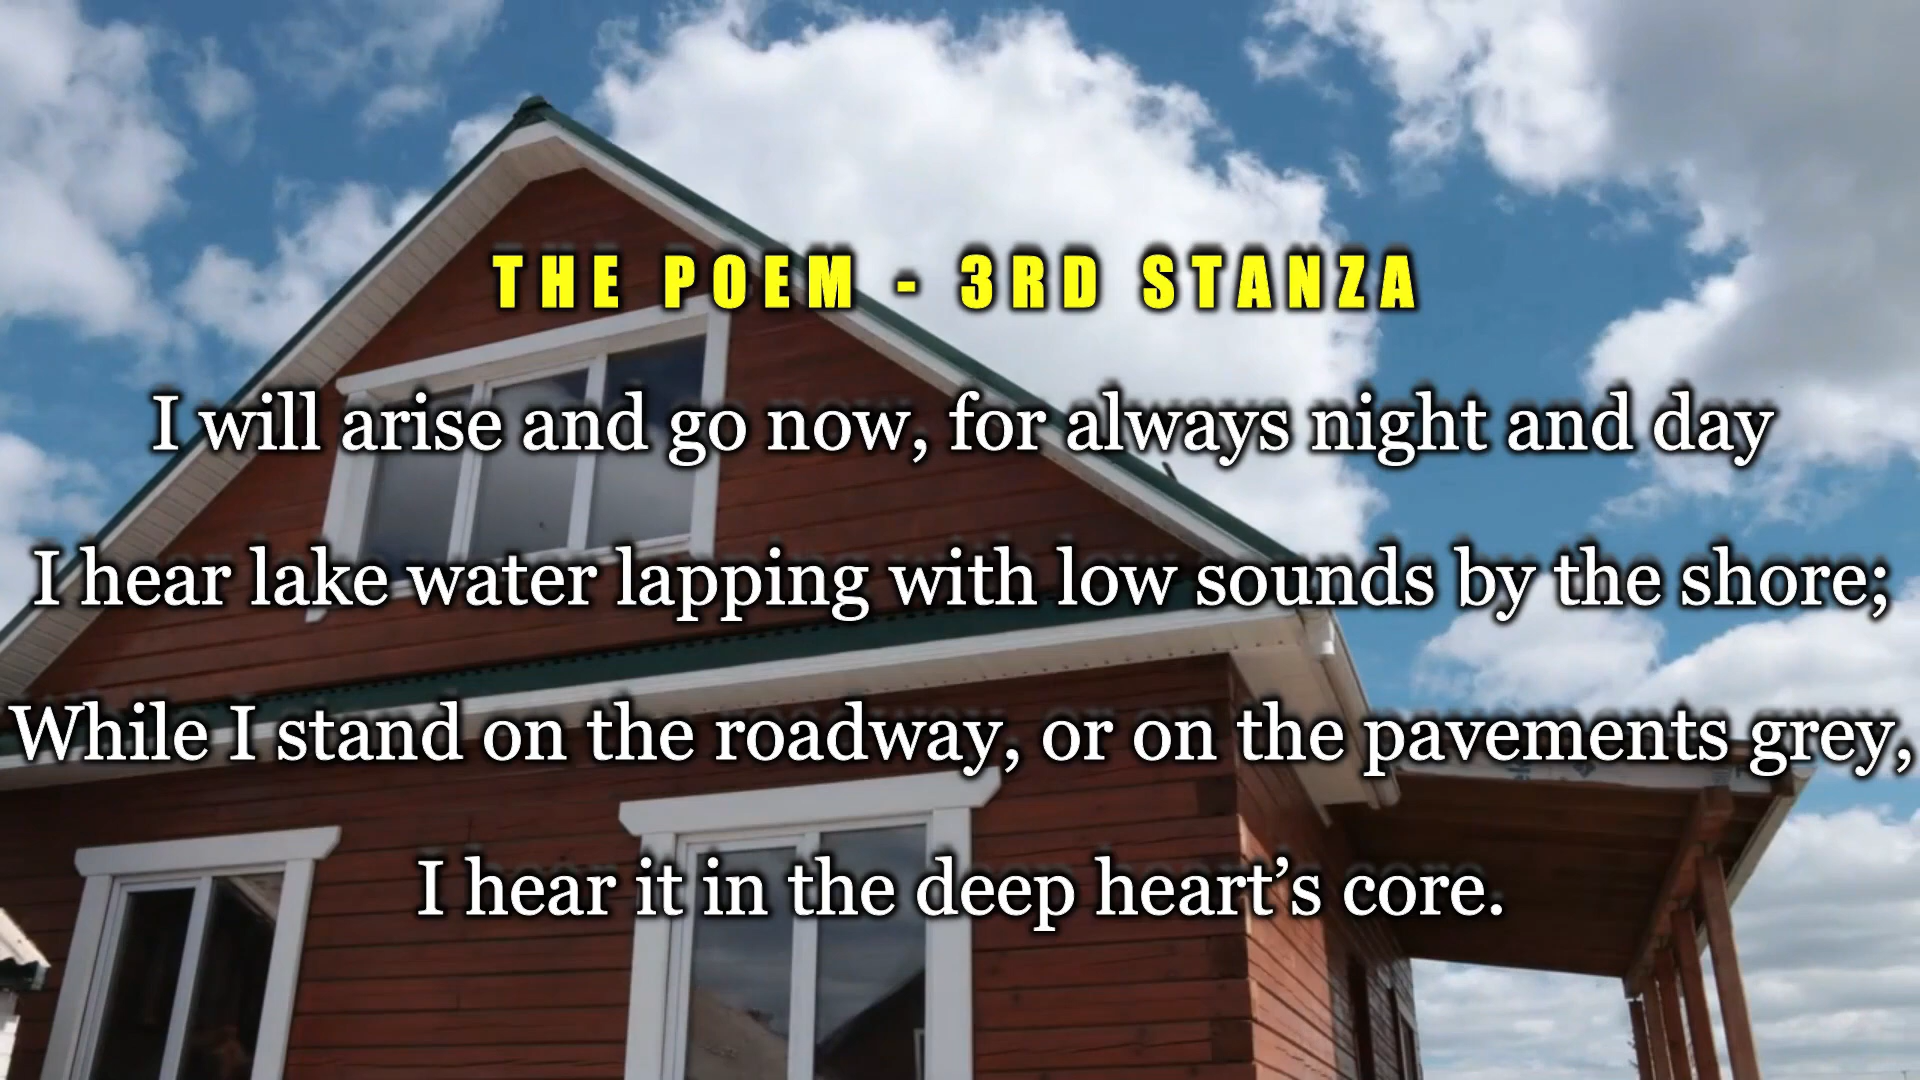 THE POEM - 3RD STANZA
I will arise and go now, for always night and day
I hear lake water lapping with low sounds by the shore;
While I stand on the roadway, or on the pavements grey,
I hear it in the deep heart’s core.